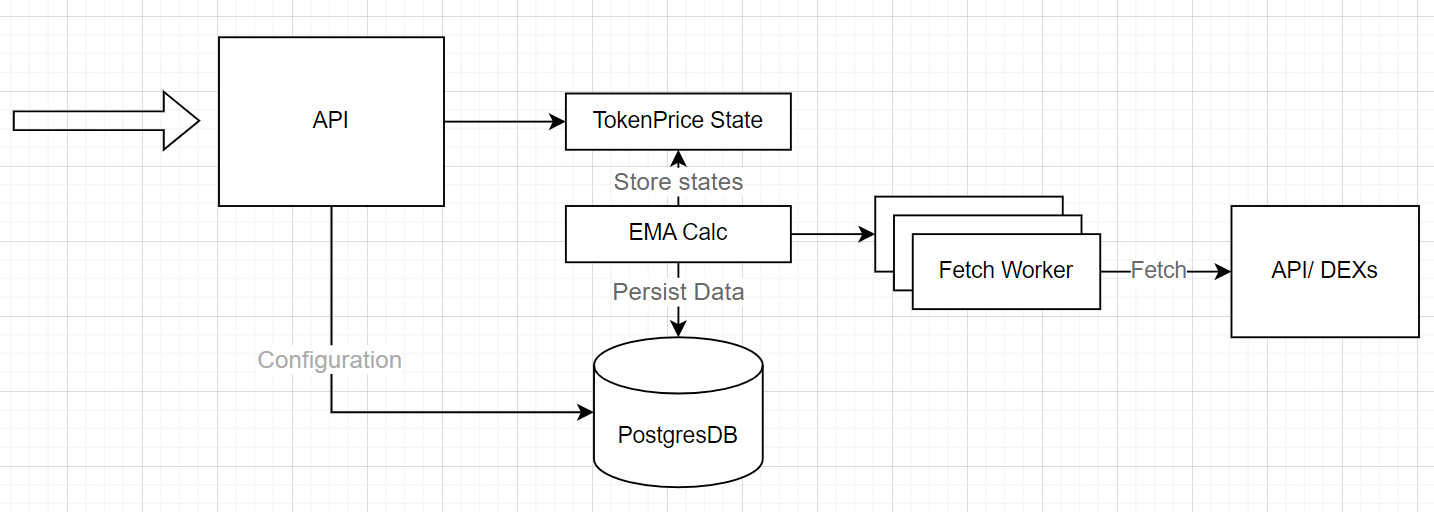 API
TokenPrice State
Store states
EMA Calc
Persist Data
Fetch Worker
Fetch
API/ DEXs
Configuration
PostgresDB